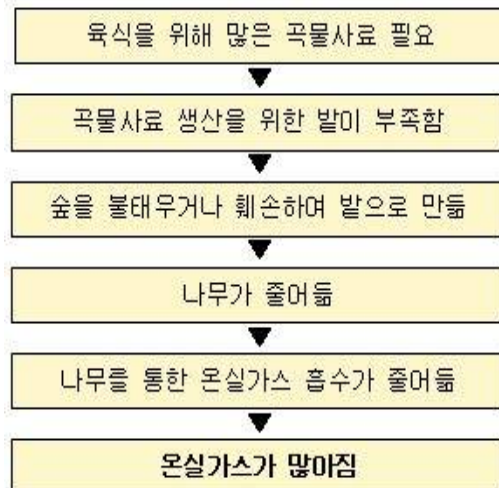 육식을 위해 많은 곡물사료 필요
곡물사료 생산을 위한 밭이 부족함
숲을 불태우거나 훼손하며 밭으로 만듦
나무가 줄어듦
나무를 통한 온실가스 흡수가 줄어듦
온실가스가 많아짐